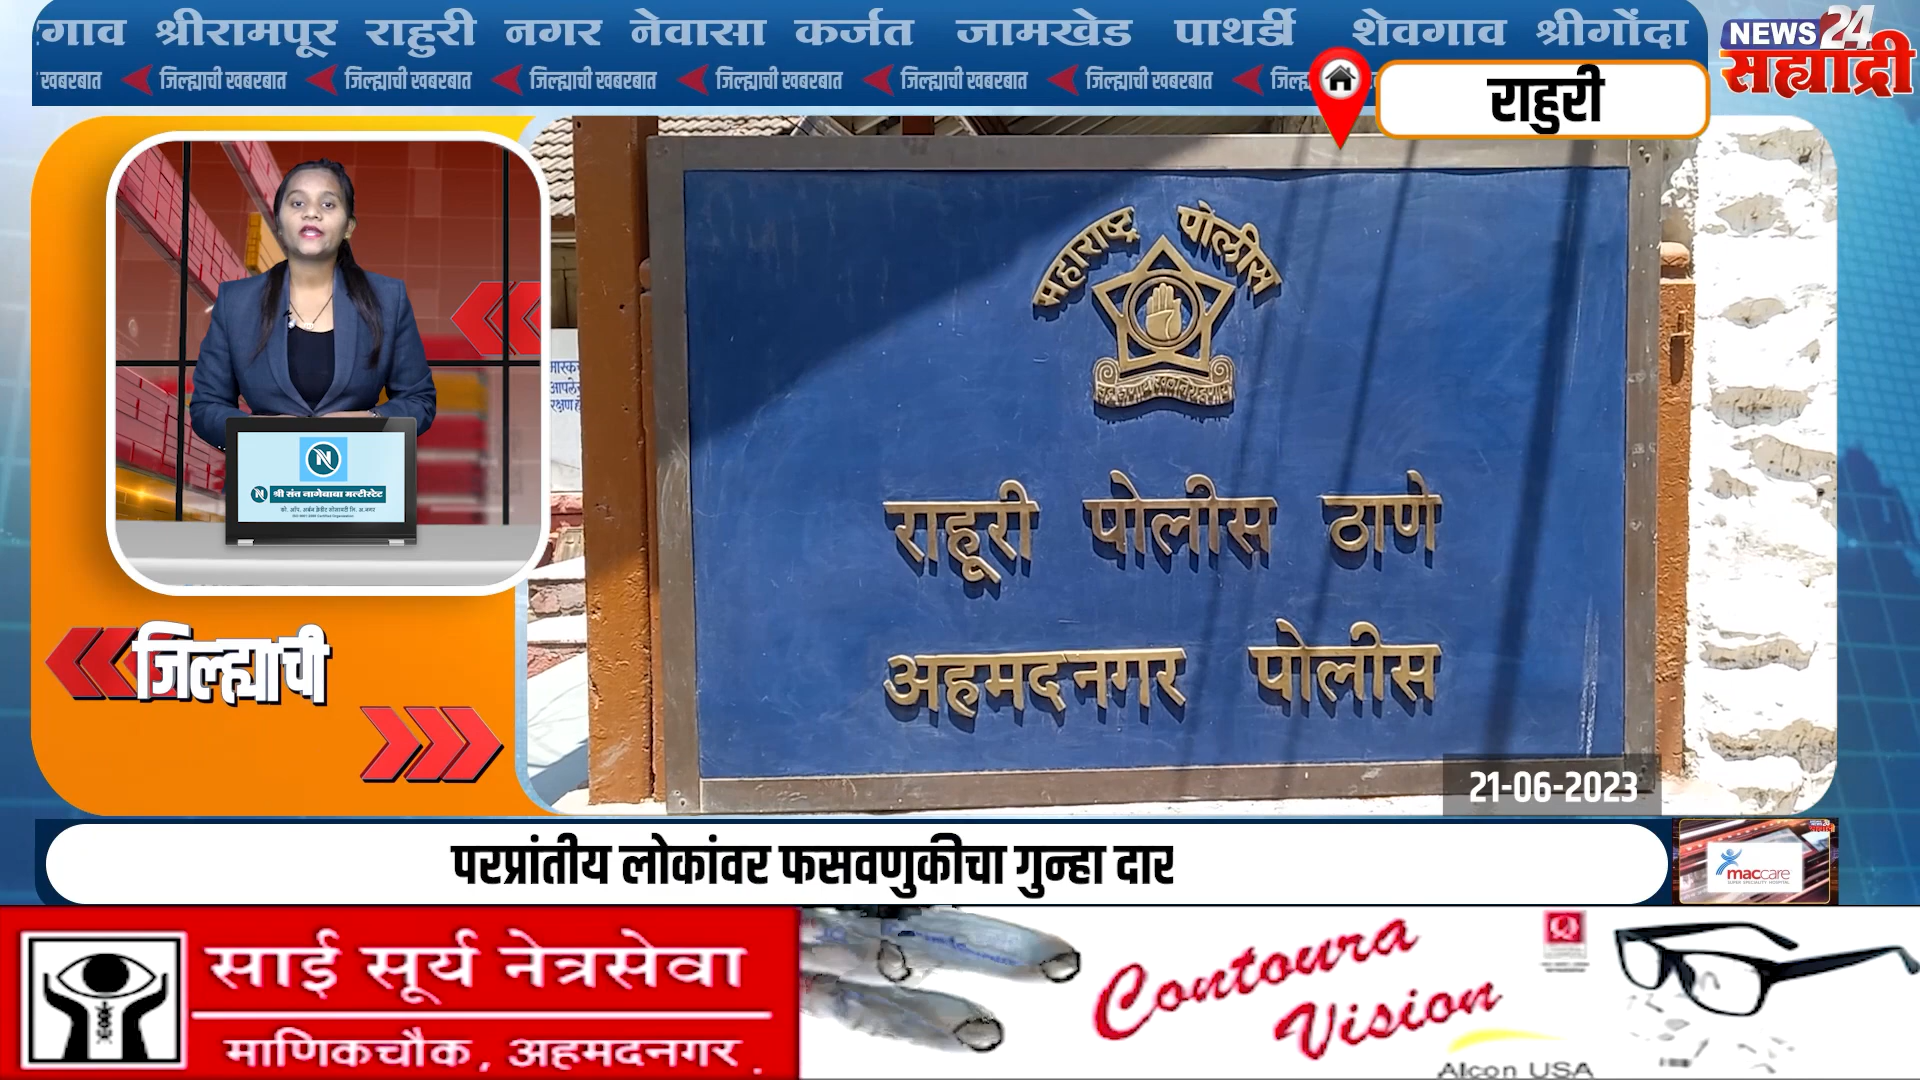 गाव श्रीरामपूर राहुरी नगर नेवासा कर्जत जामखेड पाथर्डी शेवगाव श्रीगोंदा
खबरबात जिल्ह्याची खबरबात जिल्ह्याची खबरबात जिल्ह्याची खबरबात जिल्ह्याची खबरबात जिल्ह्याची खबरबात जिल्ह्याची खबरबात
NEWS 24
सह्याद्री
राहुरी
महाराष्ट्र पोलीस
राहूरी पोलीस ठाणे
अहमदनगर पोलीस
N
N श्री संत नागेबाबा मल्टीस्टेट
जिल्ह्याची
21-06-2023
परप्रांतीय लोकांवर फसवणुकीचा गुन्हा दार
maccare
साई सूर्य नेत्रसेवा
माणिकचौक, अहमदनगर.
Contoura
Vision
Alcon USA